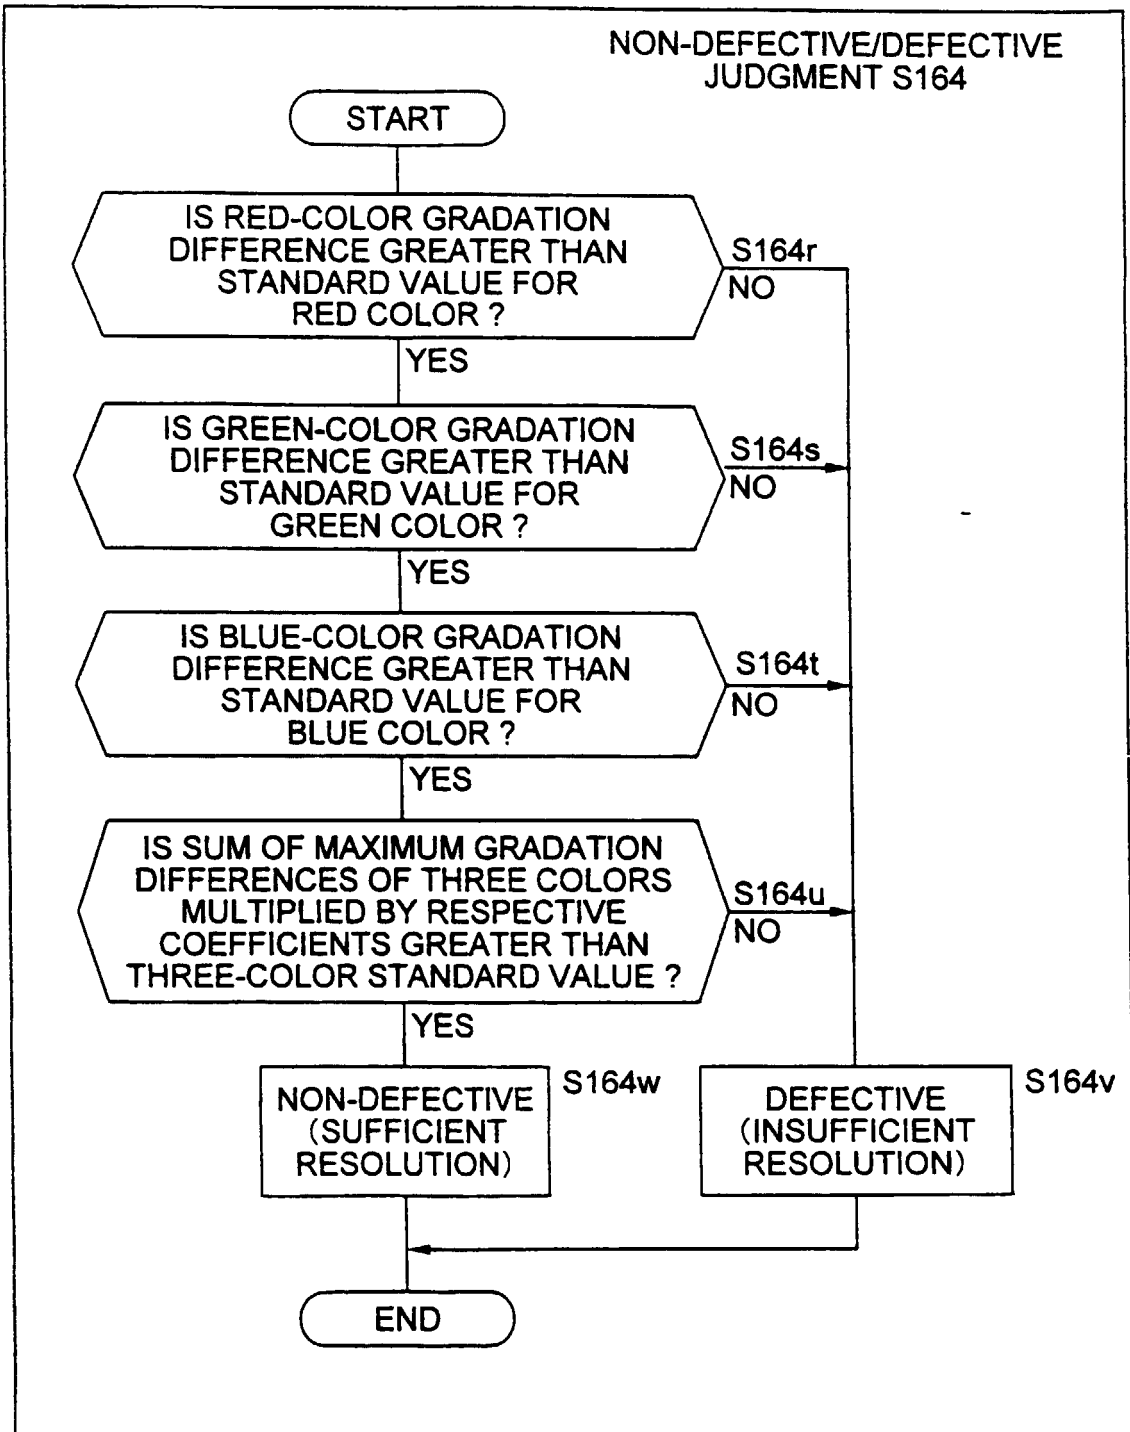 NON-DEFECTIVE/DEFECTIVE
JUDGMENT S164
START
IS RED-COLOR GRADATION
DIFFERENCE GREATER THAN
STANDARD VALUE FOR
RED COLOR ?
S164r
NO
YES
IS GREEN-COLOR GRADATION
DIFFERENCE GREATER THAN
STANDARD VALUE FOR
GREEN COLOR ?
S164s
NO
YES
IS BLUE-COLOR GRADATION
DIFFERENCE GREATER THAN
STANDARD VALUE FOR
BLUE COLOR ?
S164t
NO
YES
IS SUM OF MAXIMUM GRADATION
DIFFERENCES OF THREE COLORS
MULTIPLIED BY RESPECTIVE
COEFFICIENTS GREATER THAN
THREE-COLOR STANDARD VALUE ?
S164u
NO
YES
NON-DEFECTIVE
(SUFFICIENT
RESOLUTION)
S164w
DEFECTIVE
(INSUFFICIENT
RESOLUTION)
S164v
END